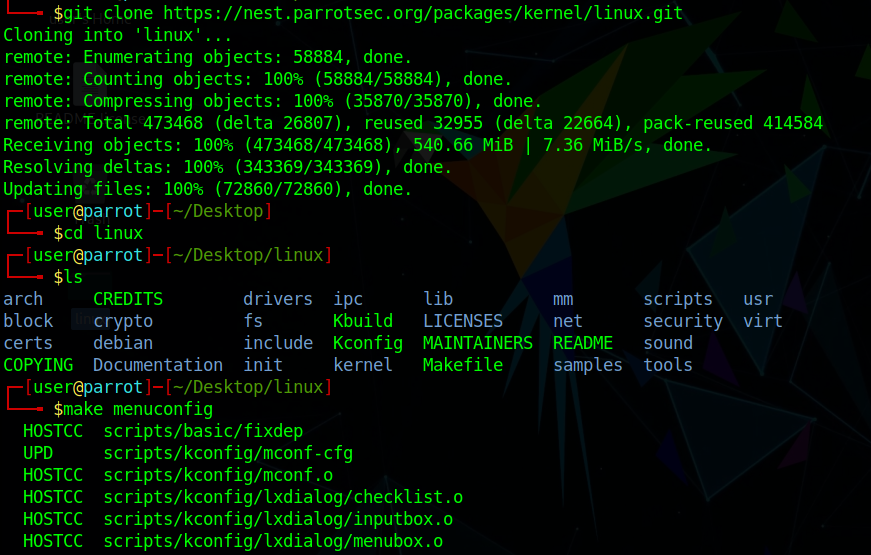 $git clone https://nest.parrotsec.org/packages/kernel/linux.git
Cloning into 'linux'...
remote: Enumerating objects: 58884, done.
remote: Counting objects: 100% (58884/58884), done.
remote: Compressing objects: 100% (35870/35870), done.
remote: Total 473468 (delta 26807), reused 32955 (delta 22664), pack-reused 414584
Receiving objects: 100% (473468/473468), 540.66 MiB | 7.36 MiB/s, done.
Resolving deltas: 100% (343369/343369), done.
Updating files: 100% (72860/72860), done.
[user@parrot]─[~/Desktop]
$cd linux
[user@parrot]─[~/Desktop/linux]
$ls
arch CREDITS drivers ipc lib mm scripts usr
block crypto fs Kbuild LICENSES net security virt
certs debian include Kconfig MAINTAINERS README sound
COPYING Documentation init kernel Makefile samples tools
[user@parrot]─[~/Desktop/linux]
$make menuconfig
HOSTCC scripts/basic/fixdep
UPD scripts/kconfig/mconf-cfg
HOSTCC scripts/kconfig/mconf.o
HOSTCC scripts/kconfig/lxdialog/checklist.o
HOSTCC scripts/kconfig/lxdialog/inputbox.o
HOSTCC scripts/kconfig/lxdialog/menubox.o